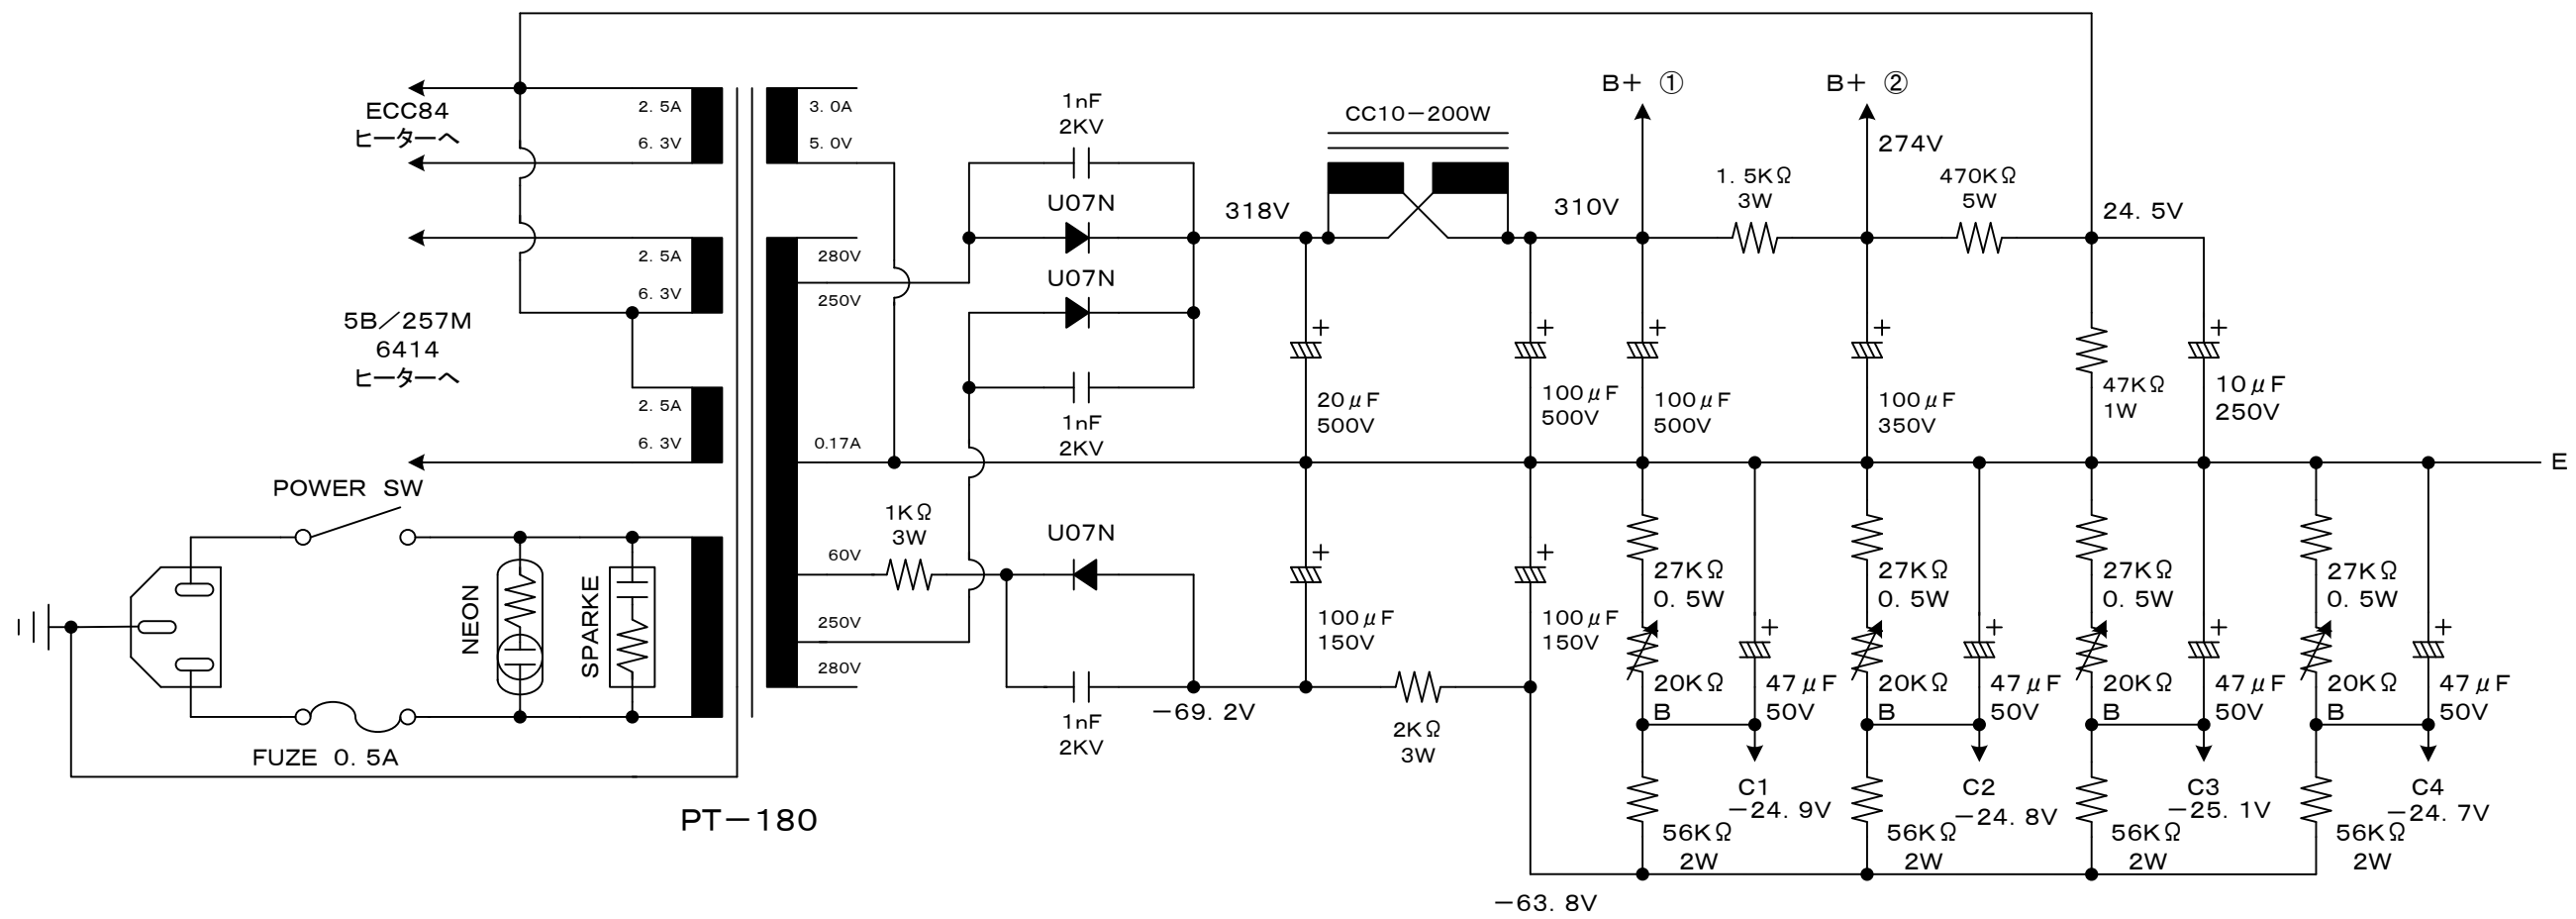 ECC84
ヒーターへ
5B／257M
6414
ヒーターへ
2. 5A
6. 3V
2. 5A
6. 3V
2. 5A
6. 3V
POWER SW
NEON
SPARKE
FUZE 0. 5A
PT－180
3. 0A
5. 0V
280V
250V
0.17A
60V
250V
280V
1nF
2KV
U07N
U07N
1nF
2KV
1KΩ
3W
U07N
1nF
2KV
－69. 2V
318V
CC10－200W
310V
B＋ ①
B＋ ②
274V
1. 5KΩ
3W
470KΩ
5W
24. 5V
+
20μF
500V
+
100μF
500V
+
100μF
500V
+
100μF
350V
47KΩ
1W
+
10μF
250V
E
+
100μF
150V
+
100μF
150V
2KΩ
3W
－63. 8V
27KΩ
0. 5W
20KΩ
B
+
47μF
50V
C1
－24. 9V
56KΩ
2W
27KΩ
0. 5W
20KΩ
B
+
47μF
50V
C2
－24. 8V
56KΩ
2W
27KΩ
0. 5W
20KΩ
B
+
47μF
50V
C3
－25. 1V
56KΩ
2W
27KΩ
0. 5W
20KΩ
B
+
47μF
50V
C4
－24. 7V
56KΩ
2W